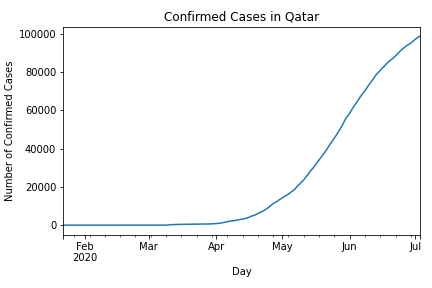 Confirmed Cases in Qatar
100000
80000
60000
40000
20000
0
Number of Confirmed Cases
Feb
2020
Mar
Apr
May
Jun
Jul
Day